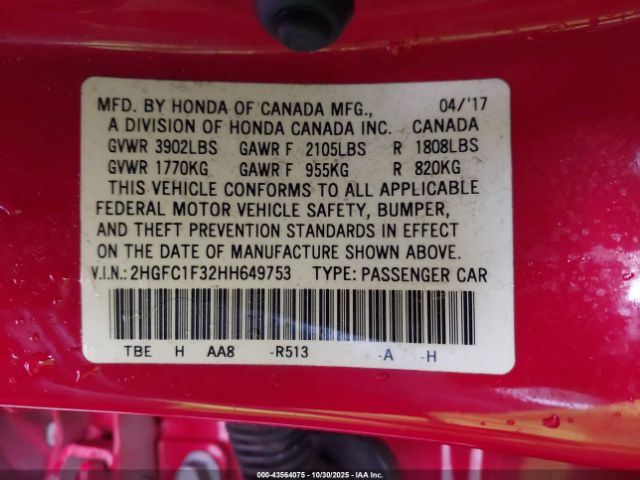 MFD. BY HONDA OF CANADA MFG., 04/'17
A DIVISION OF HONDA CANADA INC. CANADA
GVWR 3902LBS GAWR F 2105LBS R 1808LBS
GVWR 1770KG GAWR F 955KG R 820KG
THIS VEHICLE CONFORMS TO ALL APPLICABLE
FEDERAL MOTOR VEHICLE SAFETY, BUMPER,
AND THEFT PREVENTION STANDARDS IN EFFECT
ON THE DATE OF MANUFACTURE SHOWN ABOVE.
V.I.N.: 2HGFC1F32HH649753 TYPE: PASSENGER CAR
TBE H AA8 -R513 -A -H
000-43564075 - 10/30/2025 - IAA Inc.